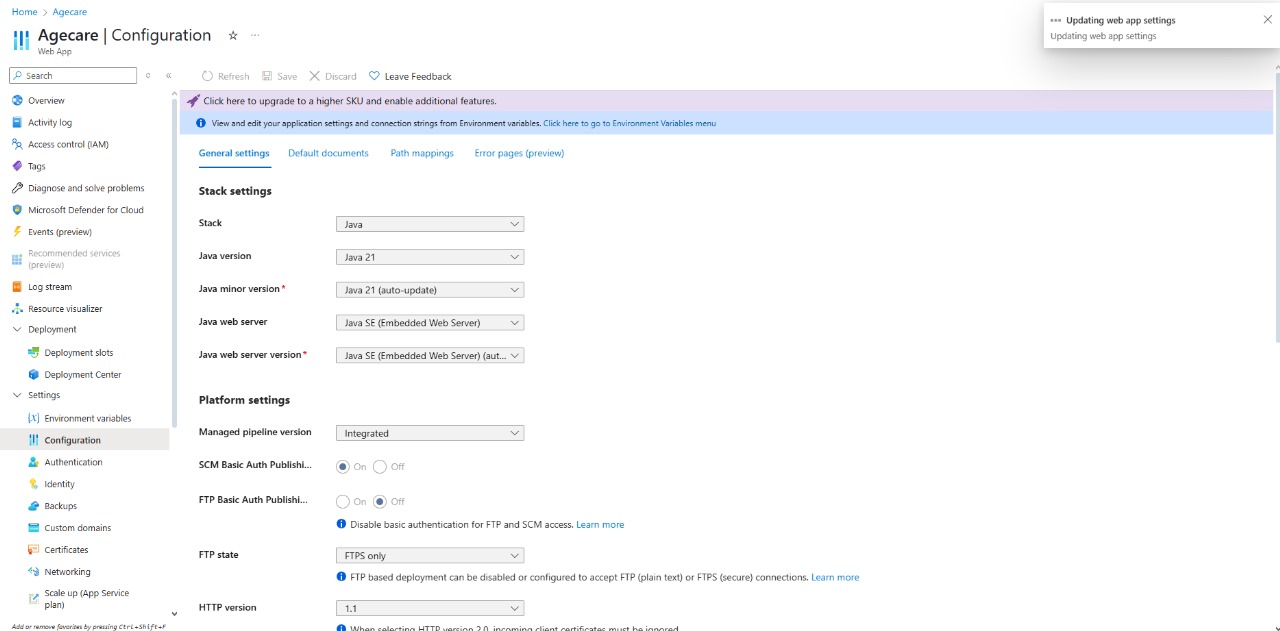 Home > Agecare
Agecare | Configuration
Web App
Updating web app settings
Updating web app settings
Search
Refresh Save Discard Leave Feedback
Click here to upgrade to a higher SKU and enable additional features.
View and edit your application settings and connection strings from Environment variables. Click here to go to Environment Variables menu
Overview
Activity log
Access control (IAM)
Tags
Diagnose and solve problems
Microsoft Defender for Cloud
Events (preview)
Recommended services
(preview)
Log stream
Resource visualizer
Deployment
Deployment slots
Deployment Center
Settings
Environment variables
Configuration
Authentication
Identity
Backups
Custom domains
Certificates
Networking
Scale up (App Service
plan)
Add or remove favorites by pressing Ctrl+Shift+F
General settings Default documents Path mappings Error pages (preview)
Stack settings
Stack Java
Java version Java 21
Java minor version* Java 21 (auto-update)
Java web server Java SE (Embedded Web Server)
Java web server version* Java SE (Embedded Web Server) (aut...
Platform settings
Managed pipeline version Integrated
SCM Basic Auth Publishi... On Off
FTP Basic Auth Publishi... On Off
Disable basic authentication for FTP and SCM access. Learn more
FTP state FTPS only
FTP based deployment can be disabled or configured to accept FTP (plain text) or FTPS (secure) connections. Learn more
HTTP version 1.1
When selecting HTTP version 2.0, incoming client certificates must be ignored